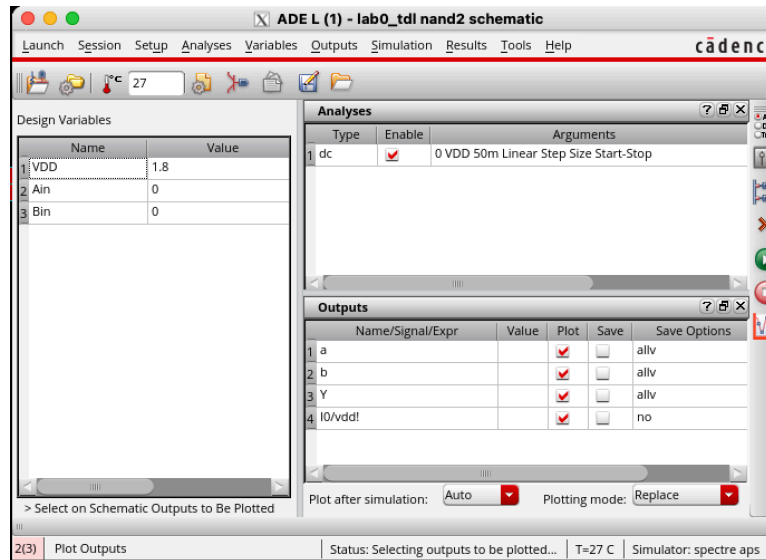 ADE L (1) - lab0_tdl nand2 schematic
Launch Session Setup Analyses Variables Outputs Simulation Results Tools Help cādenc
°C 27
Design Variables
Name Value
1 VDD 1.8
2 Ain 0
3 Bin 0
> Select on Schematic Outputs to Be Plotted
Analyses
Type Enable Arguments
1 dc 0 VDD 50m Linear Step Size Start-Stop
Outputs
Name/Signal/Expr Value Plot Save Save Options
1 a allv
2 b allv
3 Y allv
4 I0/vdd! no
Plot after simulation: Auto Plotting mode: Replace
2(3) Plot Outputs Status: Selecting outputs to be plotted... T=27 C Simulator: spectre aps